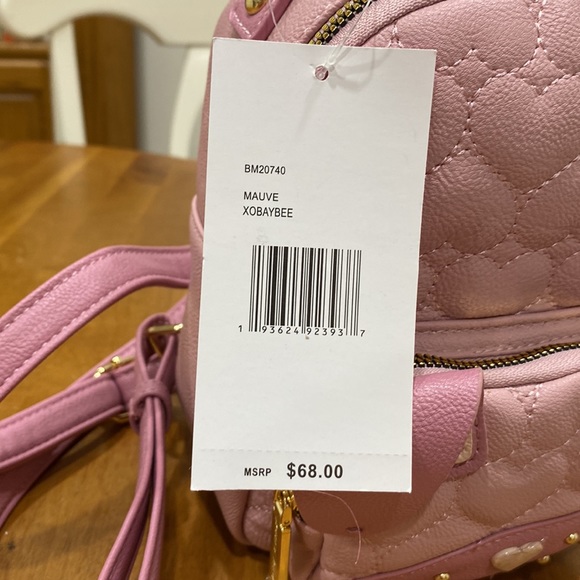 BM20740
MAUVE
XOBAYBEE
1 93624 92393 7
MSRP $68.00